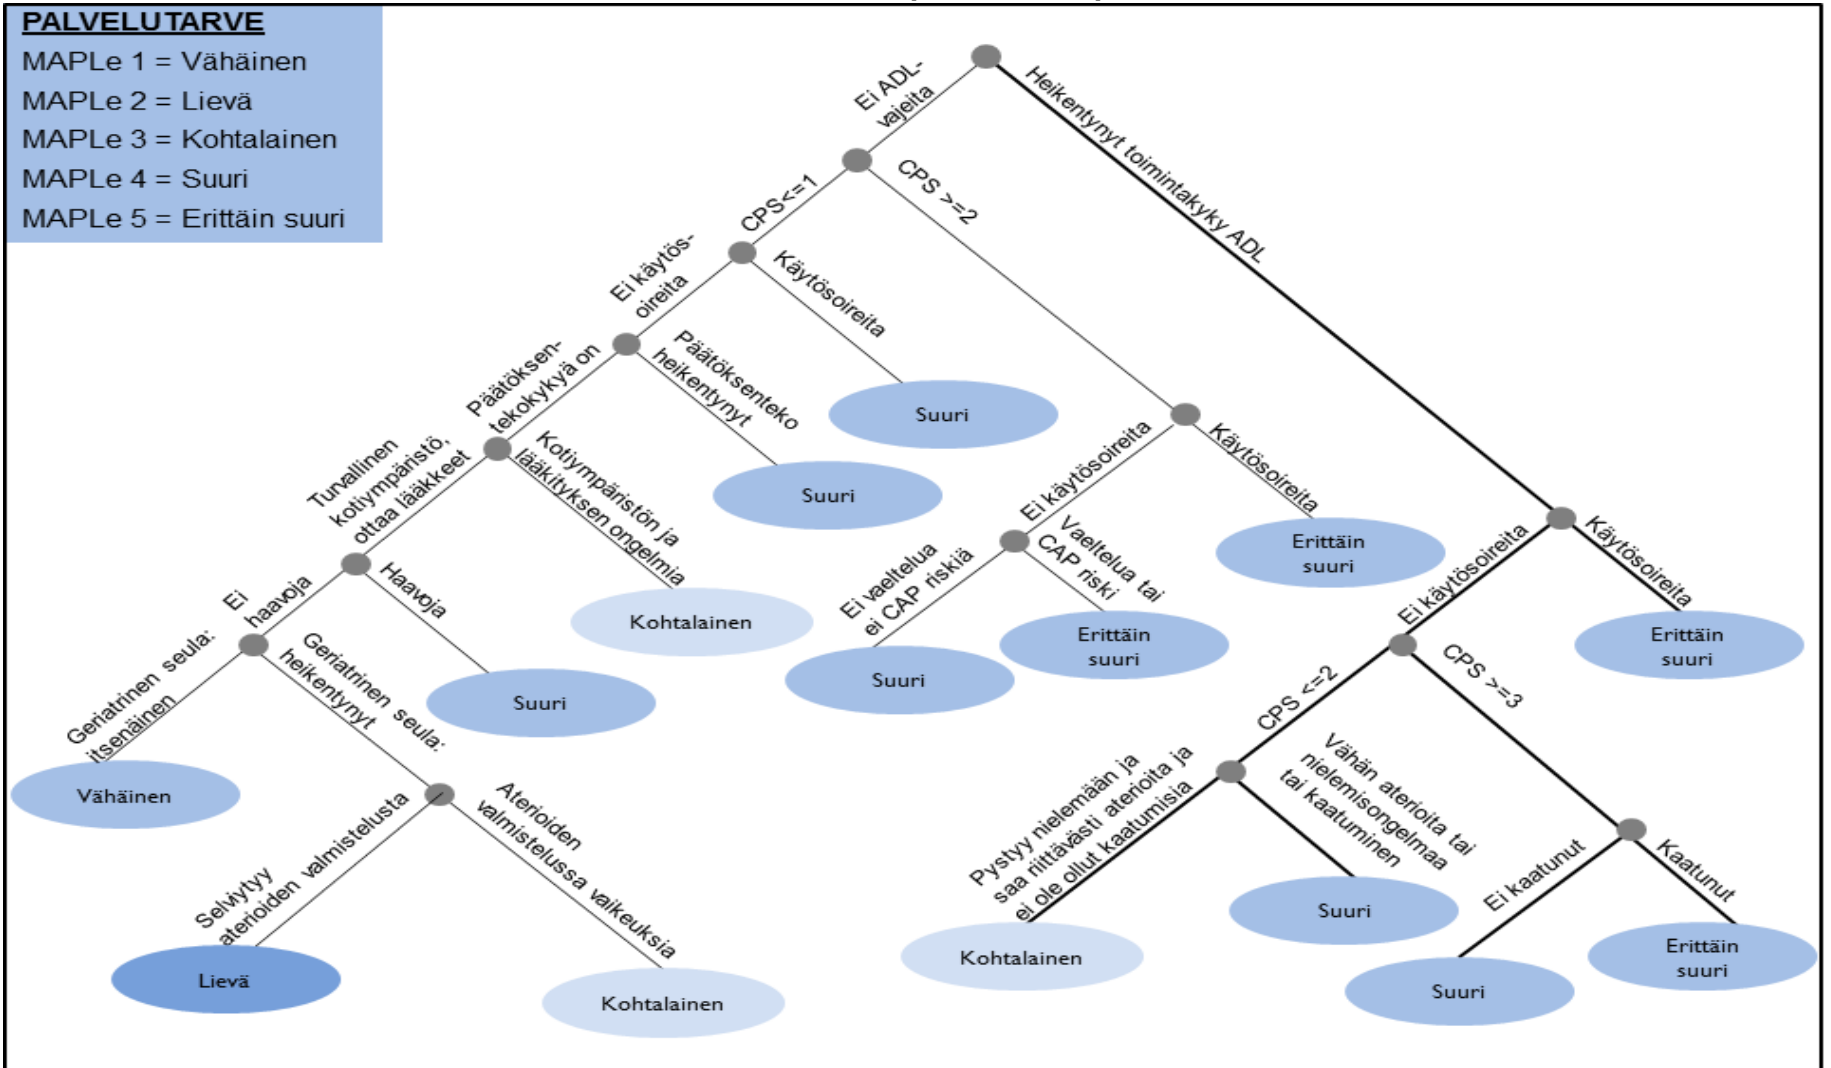 PALVELUTARVE
MAPLe 1 = Vähäinen
MAPLe 2 = Lievä
MAPLe 3 = Kohtalainen
MAPLe 4 = Suuri
MAPLe 5 = Erittäin suuri
Ei ADL-
vajeita
Heikentynyt toimintakyky ADL
CPS<=1
CPS >=2
Ei käytös-
oireita
Käytösoireita
Suuri
Päätöksen-
tekokykyä on
Päätöksenteko
heikentynyt
Suuri
Turvallinen
kotiympäristö,
ottaa lääkkeet
Kotiympäristön ja
lääkityksen ongelmia
Kohtalainen
Ei
haavoja
Haavoja
Suuri
Geriatrinen seula:
itsenäinen
Vähäinen
Geriatrinen seula:
heikentynyt
Selviytyy
aterioiden valmistelusta
Lievä
Aterioiden
valmistelussa vaikeuksia
Kohtalainen
Ei käytösoireita
Käytösoireita
Erittäin
suuri
Ei vaeltelua
ei CAP riskiä
Suuri
Vaeltelua tai
CAP riski
Erittäin
suuri
Ei käytösoireita
Käytösoireita
Erittäin
suuri
CPS <=2
CPS >=3
Pystyy nielemään ja
saa riittävästi aterioita ja
ei ole ollut kaatumisia
Kohtalainen
Vähän aterioita tai
nielemisongelmaa
tai kaatuminen
Suuri
Ei kaatunut
Suuri
Kaatunut
Erittäin
suuri